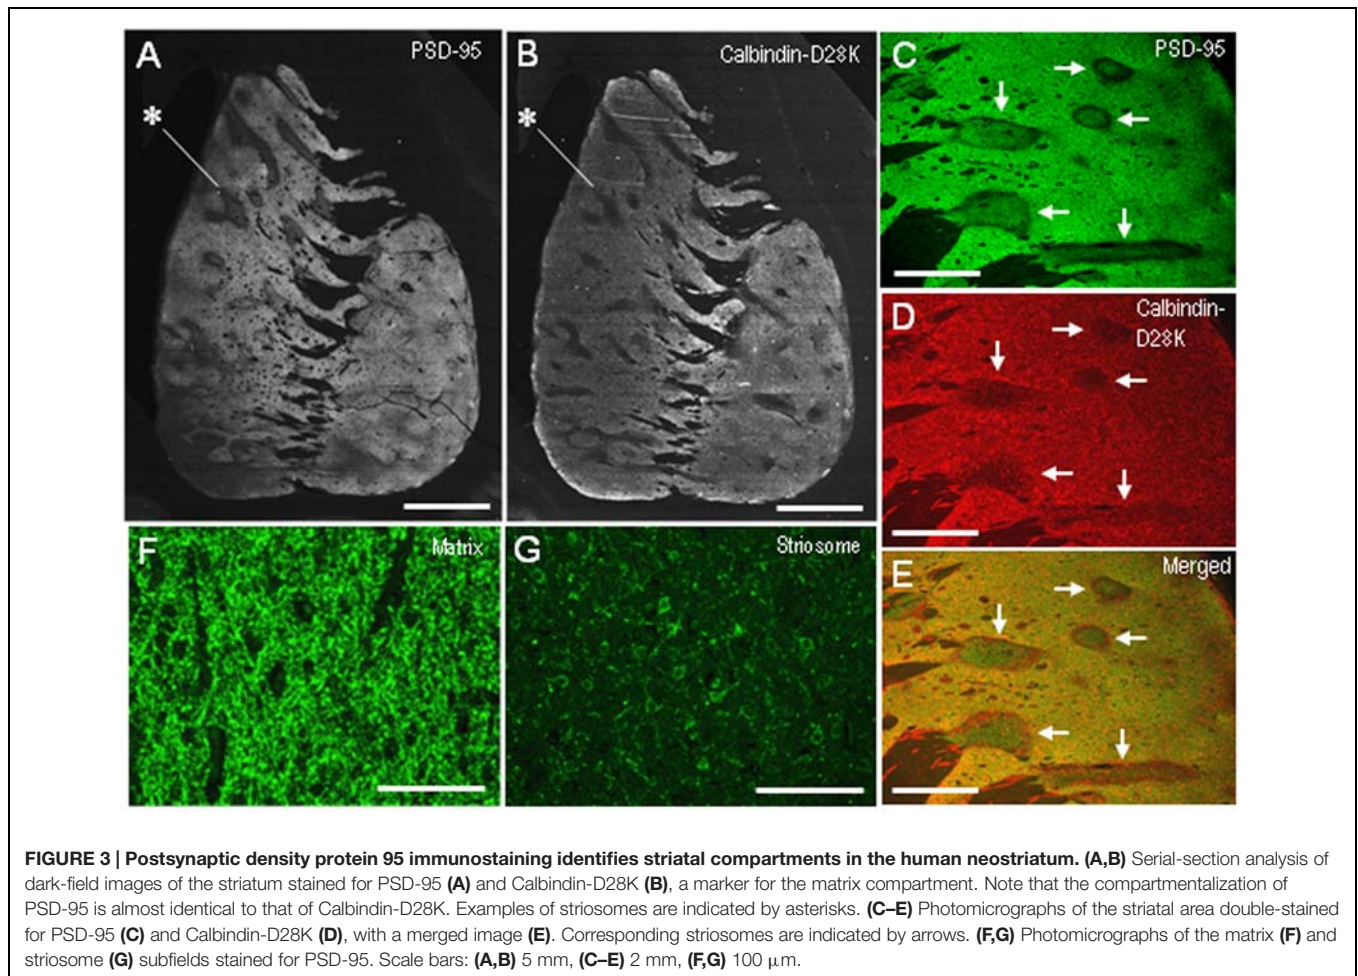 A
PSD-95
*
B
Calbindin-D28K
*
C
PSD-95
D
Calbindin-
D28K
E
Merged
F
Matrix
G
Striosome
FIGURE 3 | Postsynaptic density protein 95 immunostaining identifies striatal compartments in the human neostriatum. (A,B) Serial-section analysis of
dark-field images of the striatum stained for PSD-95 (A) and Calbindin-D28K (B), a marker for the matrix compartment. Note that the compartmentalization of
PSD-95 is almost identical to that of Calbindin-D28K. Examples of striosomes are indicated by asterisks. (C–E) Photomicrographs of the striatal area double-stained
for PSD-95 (C) and Calbindin-D28K (D), with a merged image (E). Corresponding striosomes are indicated by arrows. (F,G) Photomicrographs of the matrix (F) and
striosome (G) subfields stained for PSD-95. Scale bars: (A,B) 5 mm, (C–E) 2 mm, (F,G) 100 μm.